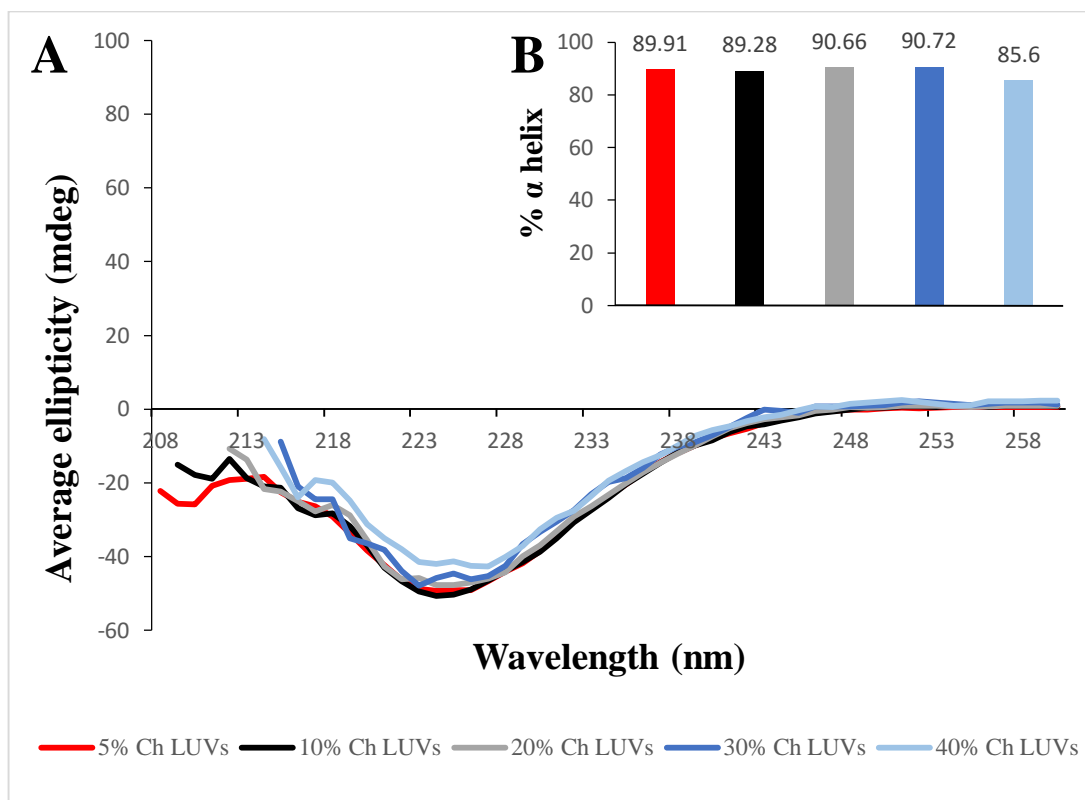 A
Average ellipticity (mdeg)
100
80
60
40
20
0
-20
-40
-60
208 213 218 223 228 233 238 243 248 253 258
Wavelength (nm)
B
% α helix
100
80
60
40
20
0
89.91 89.28 90.66 90.72 85.6
5% Ch LUVs 10% Ch LUVs 20% Ch LUVs 30% Ch LUVs 40% Ch LUVs